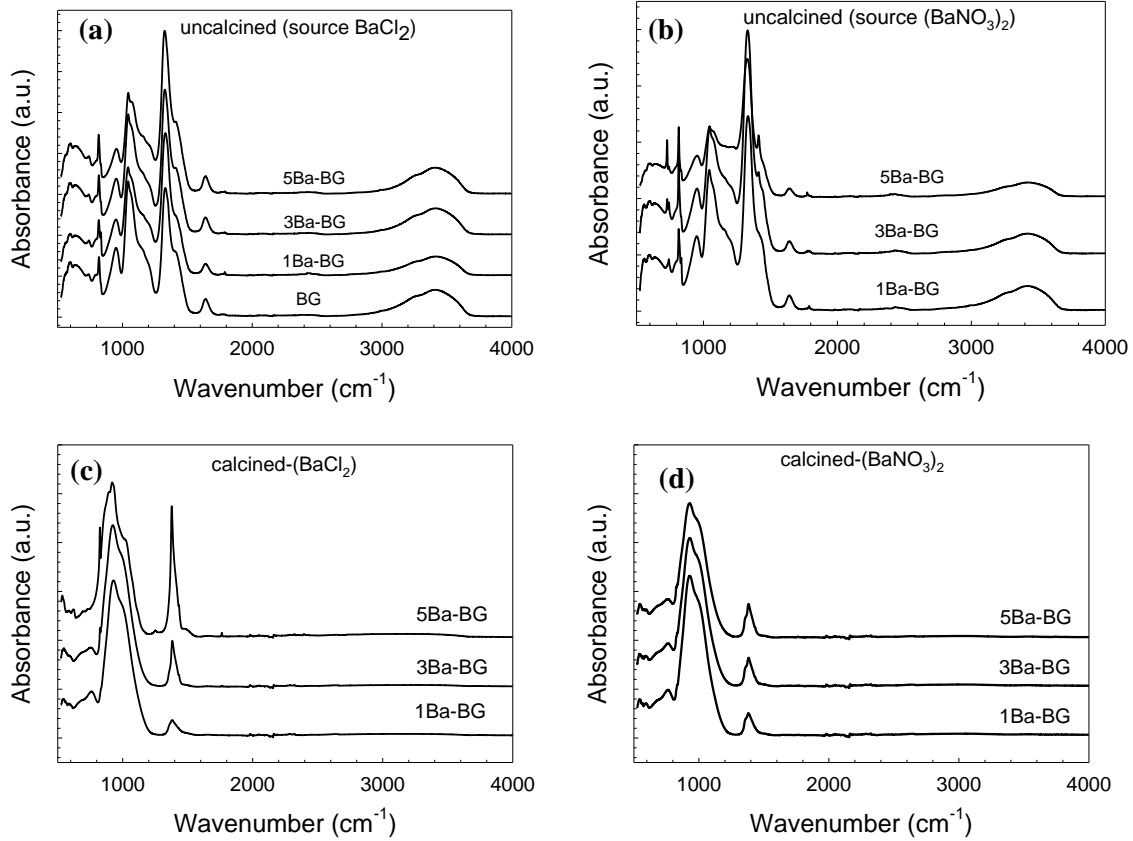 (a)
uncalcined (source BaCl₂)
Absorbance (a.u.)
5Ba-BG
3Ba-BG
1Ba-BG
BG
1000 2000 3000 4000
Wavenumber (cm⁻¹)
(b)
uncalcined (source (BaNO₃)₂)
Absorbance (a.u.)
5Ba-BG
3Ba-BG
1Ba-BG
1000 2000 3000 4000
Wavenumber (cm⁻¹)
(c)
calcined-(BaCl₂)
Absorbance (a.u.)
5Ba-BG
3Ba-BG
1Ba-BG
1000 2000 3000 4000
Wavenumber (cm⁻¹)
(d)
calcined-(BaNO₃)₂
Absorbance (a.u.)
5Ba-BG
3Ba-BG
1Ba-BG
1000 2000 3000 4000
Wavenumber (cm⁻¹)